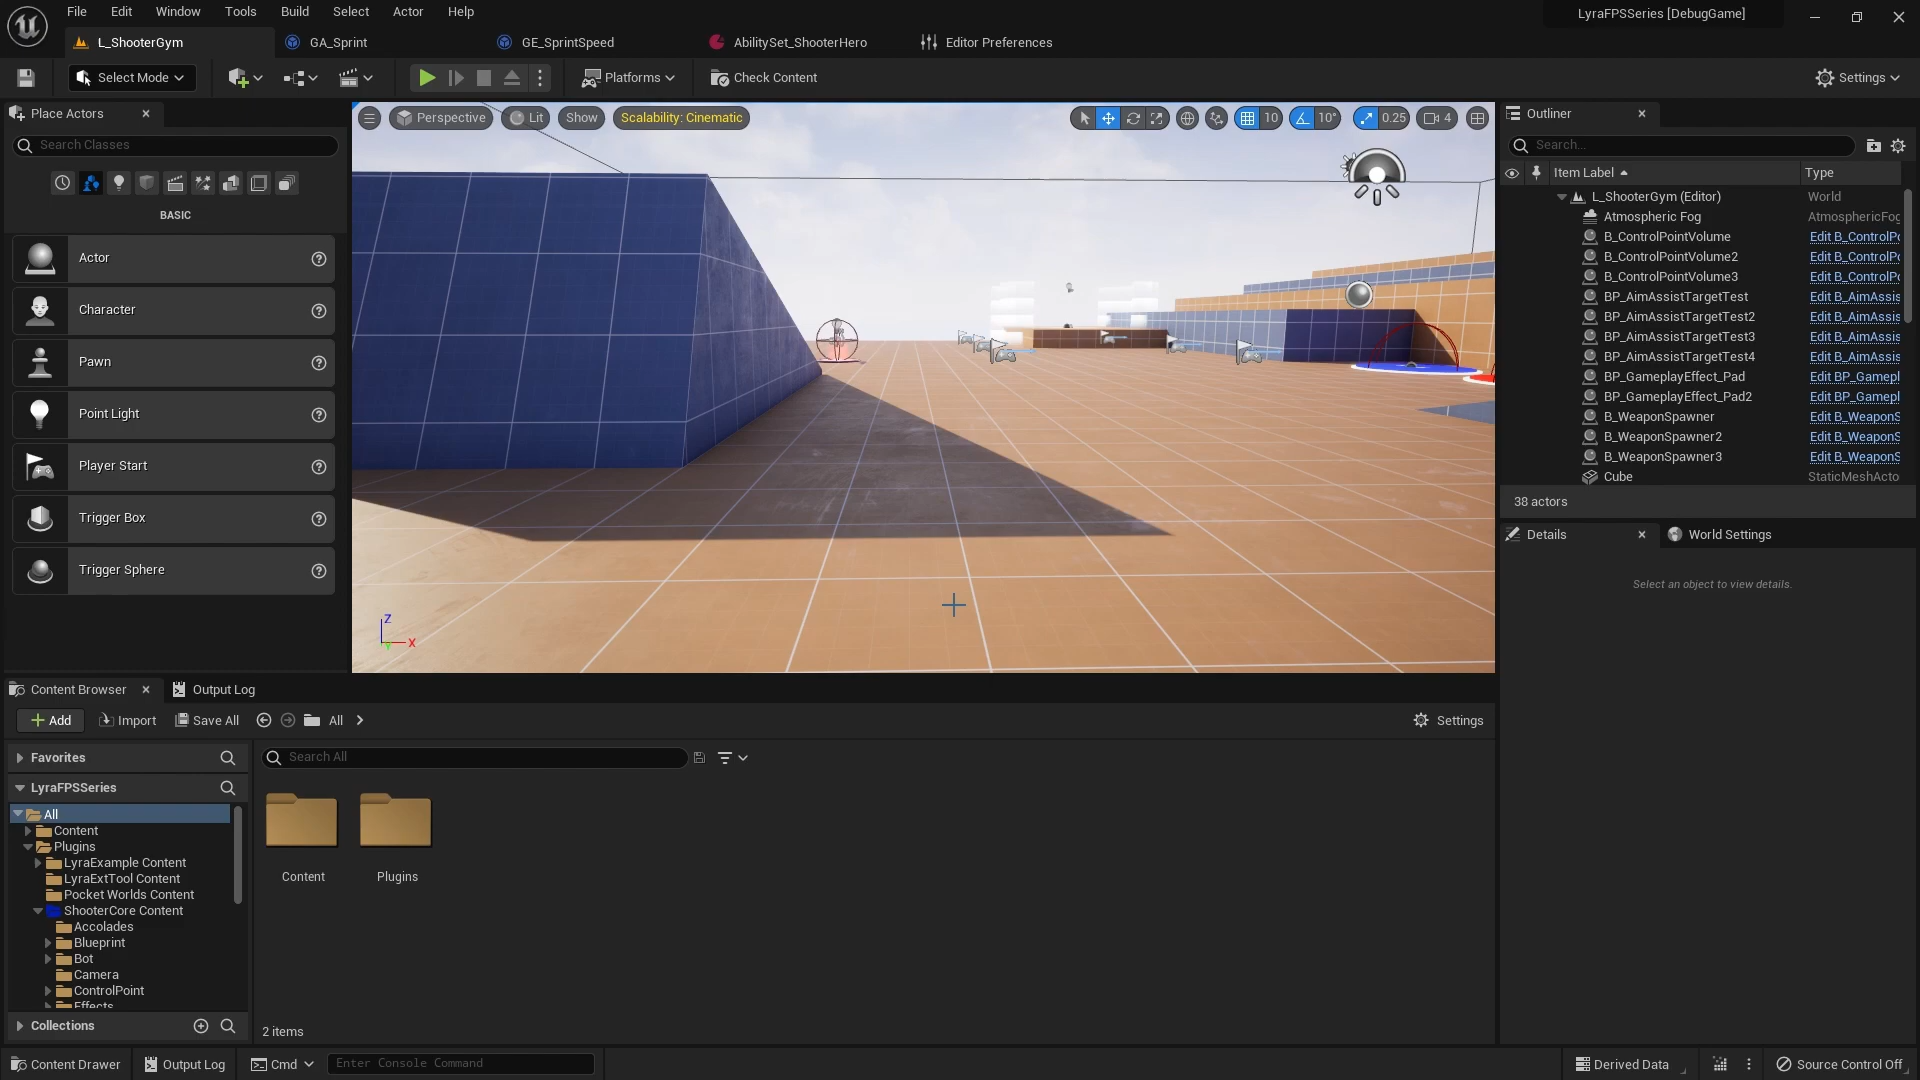 File Edit Window Tools Build Select Actor Help
LyraFPSSeries [DebugGame]
L_ShooterGym
GA_Sprint
GE_SprintSpeed
AbilitySet_ShooterHero
Editor Preferences
Select Mode
Platforms
Check Content
Settings
Place Actors
Search Classes
BASIC
Actor
Character
Pawn
Point Light
Player Start
Trigger Box
Trigger Sphere
Perspective
Lit
Show
Scalability: Cinematic
10
10°
0.25
4
Z
X
Y
Outliner
Search...
Item Label
Type
L_ShooterGym (Editor) World
Atmospheric Fog AtmosphericFog
B_ControlPointVolume Edit B_ControlPo
B_ControlPointVolume2 Edit B_ControlPo
B_ControlPointVolume3 Edit B_ControlPo
BP_AimAssistTargetTest Edit B_AimAssis
BP_AimAssistTargetTest2 Edit B_AimAssis
BP_AimAssistTargetTest3 Edit B_AimAssis
BP_AimAssistTargetTest4 Edit B_AimAssis
BP_GameplayEffect_Pad Edit BP_Gamepl
BP_GameplayEffect_Pad2 Edit BP_Gamepl
B_WeaponSpawner Edit B_WeaponS
B_WeaponSpawner2 Edit B_WeaponS
B_WeaponSpawner3 Edit B_WeaponS
Cube StaticMeshActo
38 actors
Details
World Settings
Select an object to view details.
Content Browser
Output Log
Add
Import
Save All
All
Settings
Favorites
LyraFPSSeries
All
Content
Plugins
LyraExample Content
LyraExtTool Content
Pocket Worlds Content
ShooterCore Content
Accolades
Blueprint
Bot
Camera
ControlPoint
Effects
Collections
Search All
Content
Plugins
2 items
Content Drawer
Output Log
Cmd
Enter Console Command
Derived Data
Source Control Off